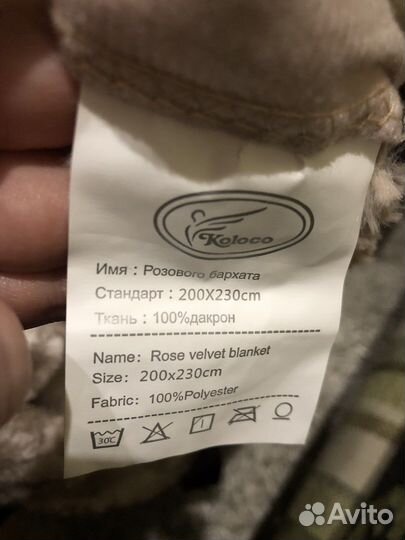 Koloco
Имя : Розового бархата
Стандарт : 200X230cm
Ткань : 100%дакрон
Name: Rose velvet blanket
Size: 200x230cm
Fabric: 100%Polyester
30C
Avito